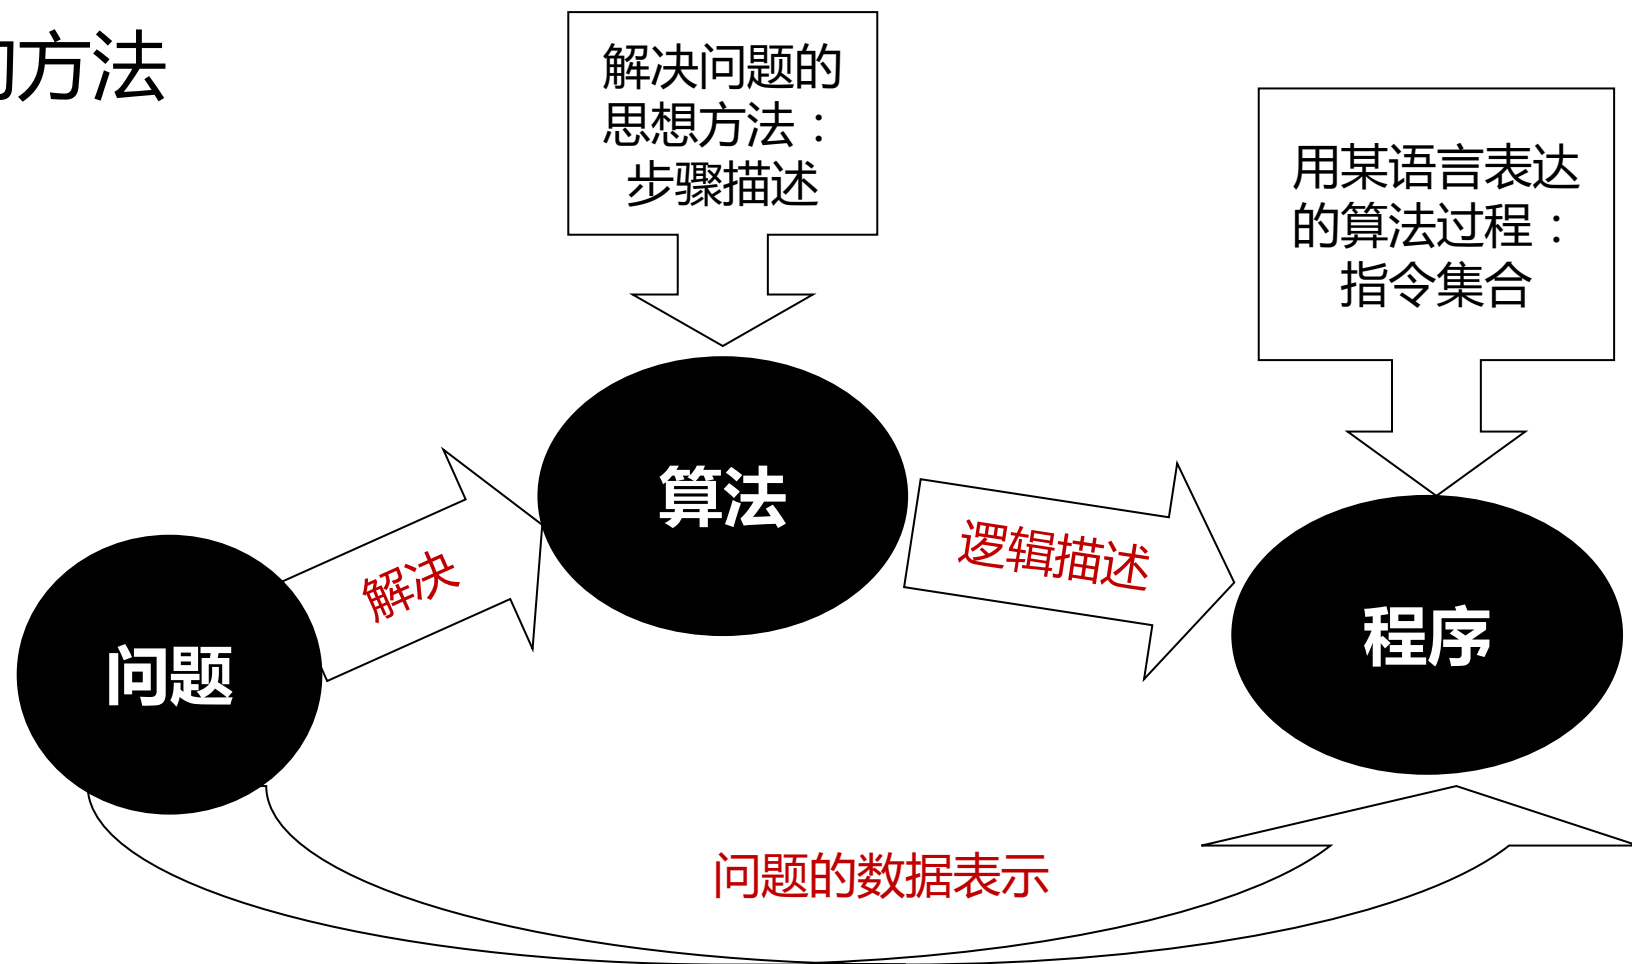 方法
解决问题的
思想方法：
步骤描述
用某语言表达
的算法过程：
指令集合
算法
解决
逻辑描述
程序
问题
问题的数据表示